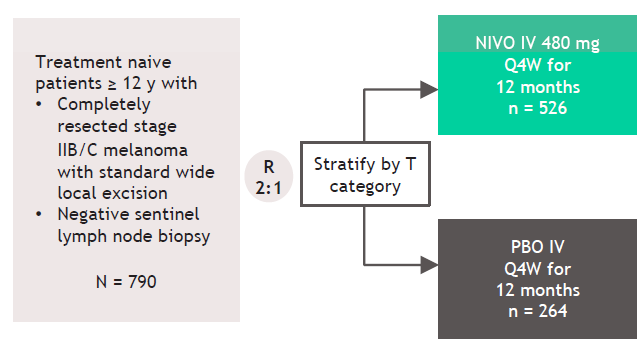 Treatment naive
patients ≥ 12 y with
• Completely
resected stage
IIB/C melanoma
with standard wide
local excision
• Negative sentinel
lymph node biopsy
N = 790
R
2:1
Stratify by T
category
NIVO IV 480 mg
Q4W for
12 months
n = 526
PBO IV
Q4W for
12 months
n = 264